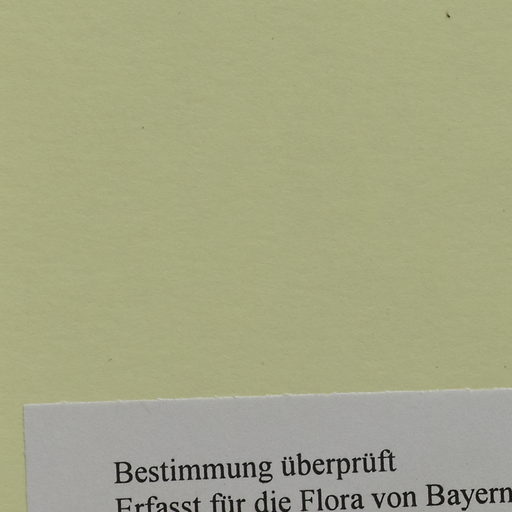 Bestimmung überprüft
Erfasst für die Flora von Bayern